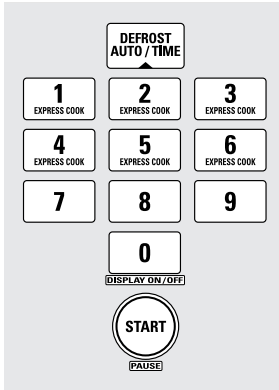 DEFROST
AUTO / TIME
1 2 3
EXPRESS COOK EXPRESS COOK EXPRESS COOK
4 5 6
EXPRESS COOK EXPRESS COOK EXPRESS COOK
7 8 9
0
DISPLAY ON/OFF
START
PAUSE